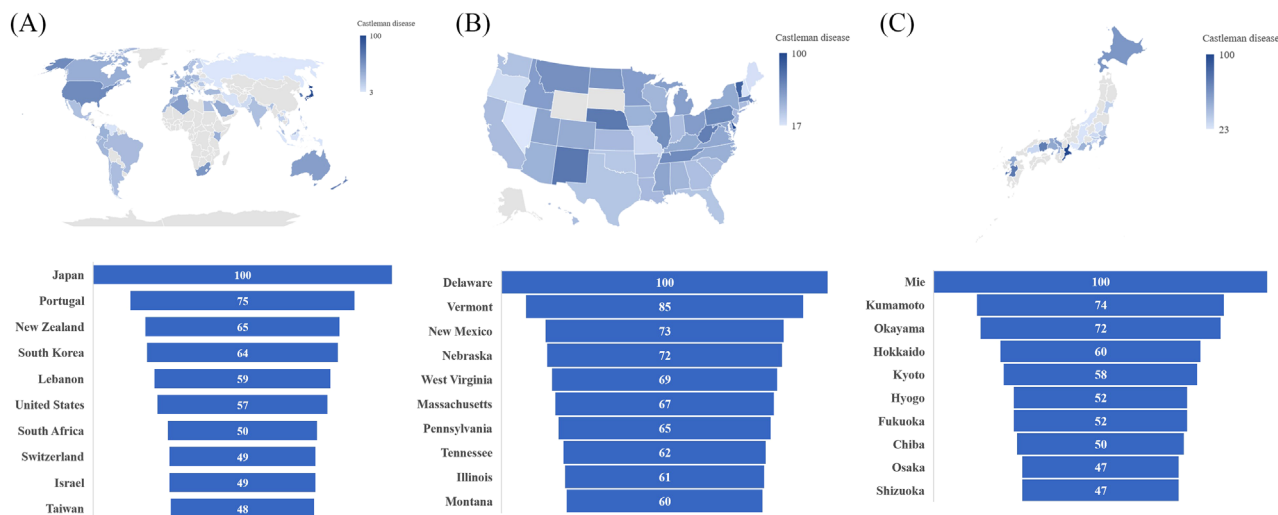 (A)
Castleman disease
100
3
(B)
Castleman disease
100
17
(C)
Castleman disease
100
23
Japan 100
Portugal 75
New Zealand 65
South Korea 64
Lebanon 59
United States 57
South Africa 50
Switzerland 49
Israel 49
Taiwan 48
Delaware 100
Vermont 85
New Mexico 73
Nebraska 72
West Virginia 69
Massachusetts 67
Pennsylvania 65
Tennessee 62
Illinois 61
Montana 60
Mie 100
Kumamoto 74
Okayama 72
Hokkaido 60
Kyoto 58
Hyogo 52
Fukuoka 52
Chiba 50
Osaka 47
Shizuoka 47